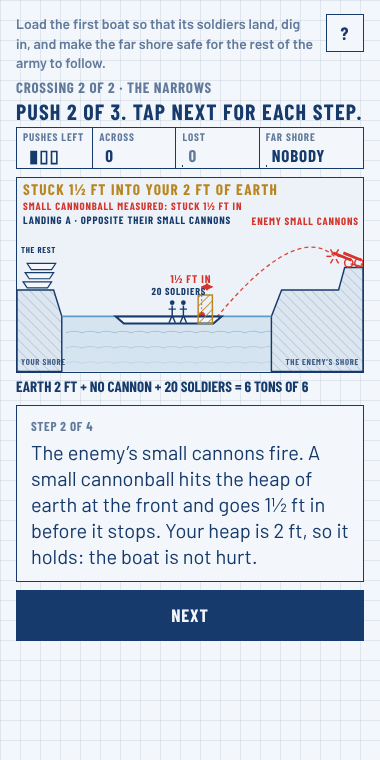 Load the first boat so that its soldiers land, dig
in, and make the far shore safe for the rest of the
army to follow.
?
CROSSING 2 OF 2 · THE NARROWS
PUSH 2 OF 3. TAP NEXT FOR EACH STEP.
PUSHES LEFT
ACROSS
0
LOST
0
FAR SHORE
NOBODY
STUCK 1½ FT INTO YOUR 2 FT OF EARTH
SMALL CANNONBALL MEASURED: STUCK 1½ FT IN
LANDING A · OPPOSITE THEIR SMALL CANNONS
ENEMY SMALL CANNONS
THE REST
1½ FT IN
20 SOLDIERS
YOUR SHORE
THE ENEMY'S SHORE
EARTH 2 FT + NO CANNON + 20 SOLDIERS = 6 TONS OF 6
STEP 2 OF 4
The enemy's small cannons fire. A
small cannonball hits the heap of
earth at the front and goes 1½ ft in
before it stops. Your heap is 2 ft, so it
holds: the boat is not hurt.
NEXT